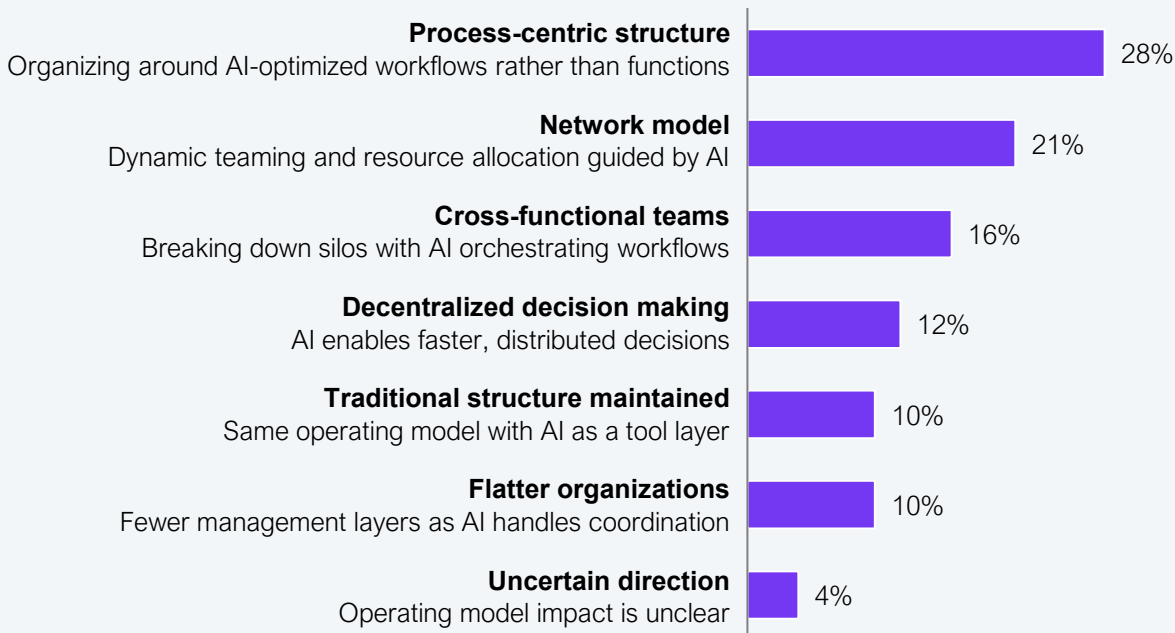 Process-centric structure
Organizing around AI-optimized workflows rather than functions
28%
Network model
Dynamic teaming and resource allocation guided by AI
21%
Cross-functional teams
Breaking down silos with AI orchestrating workflows
16%
Decentralized decision making
AI enables faster, distributed decisions
12%
Traditional structure maintained
Same operating model with AI as a tool layer
10%
Flatter organizations
Fewer management layers as AI handles coordination
10%
Uncertain direction
Operating model impact is unclear
4%